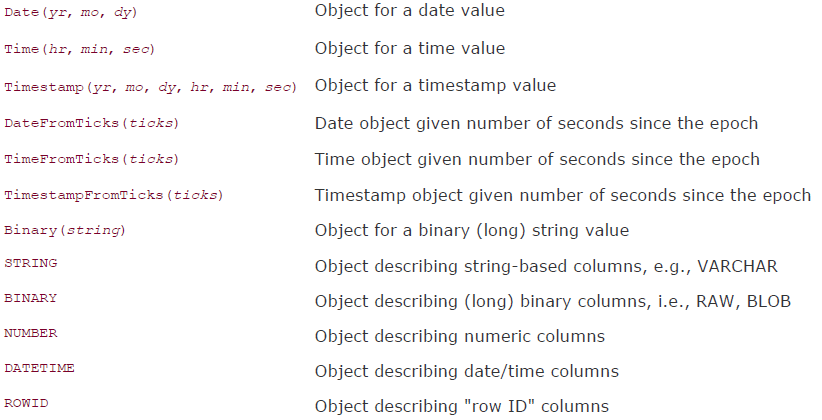 Date(yr, mo, dy) Object for a date value
Time(hr, min, sec) Object for a time value
Timestamp(yr, mo, dy, hr, min, sec) Object for a timestamp value
DateFromTicks(ticks) Date object given number of seconds since the epoch
TimeFromTicks(ticks) Time object given number of seconds since the epoch
TimestampFromTicks(ticks) Timestamp object given number of seconds since the epoch
Binary(string) Object for a binary (long) string value
STRING Object describing string-based columns, e.g., VARCHAR
BINARY Object describing (long) binary columns, i.e., RAW, BLOB
NUMBER Object describing numeric columns
DATETIME Object describing date/time columns
ROWID Object describing "row ID" columns